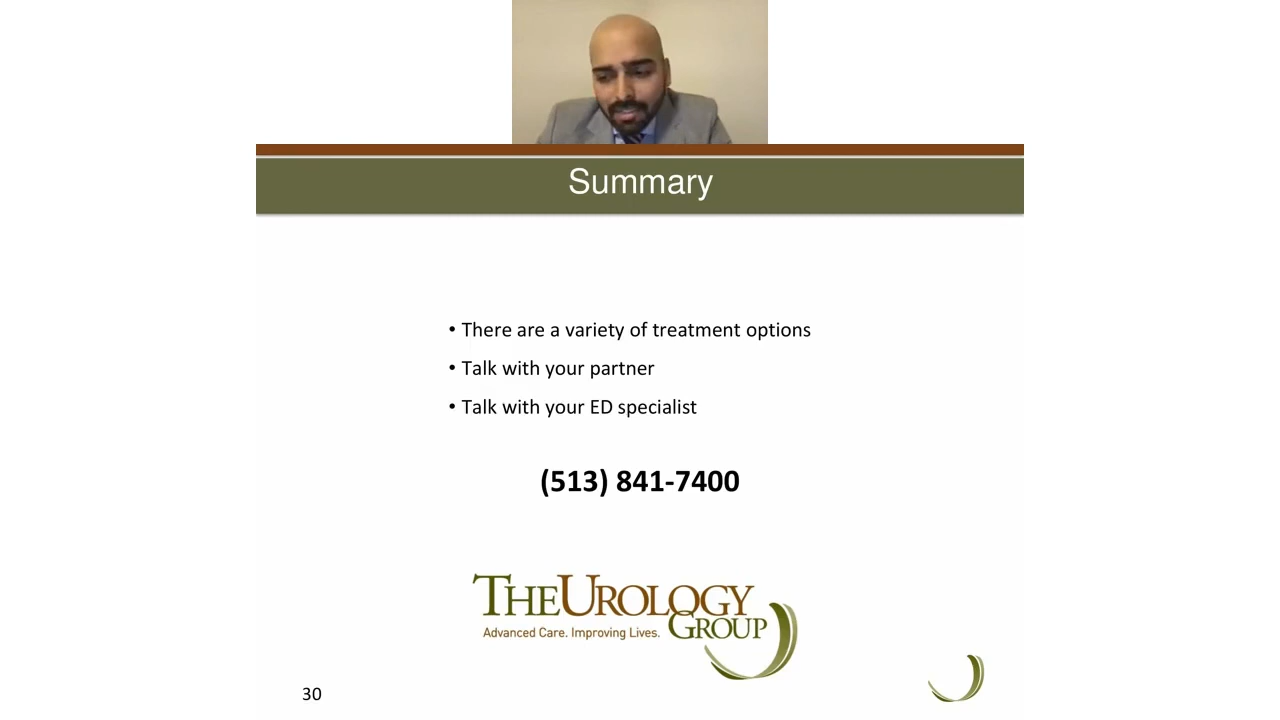 Summary
• There are a variety of treatment options
• Talk with your partner
• Talk with your ED specialist
(513) 841-7400
THE UROLOGY
GROUP
Advanced Care. Improving Lives.
30